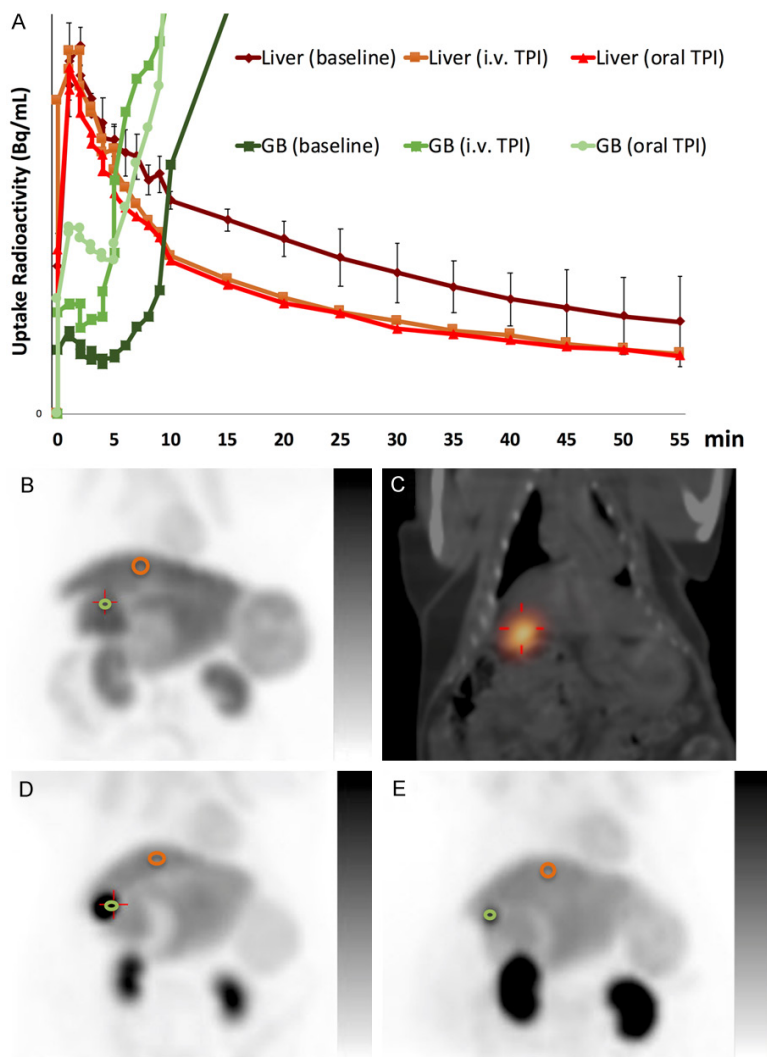 A
Uptake Radioactivity (Bq/mL)
Liver (baseline) Liver (i.v. TPI) Liver (oral TPI)
GB (baseline) GB (i.v. TPI) GB (oral TPI)
0
0 5 10 15 20 25 30 35 40 45 50 55 min
B
C
D
E